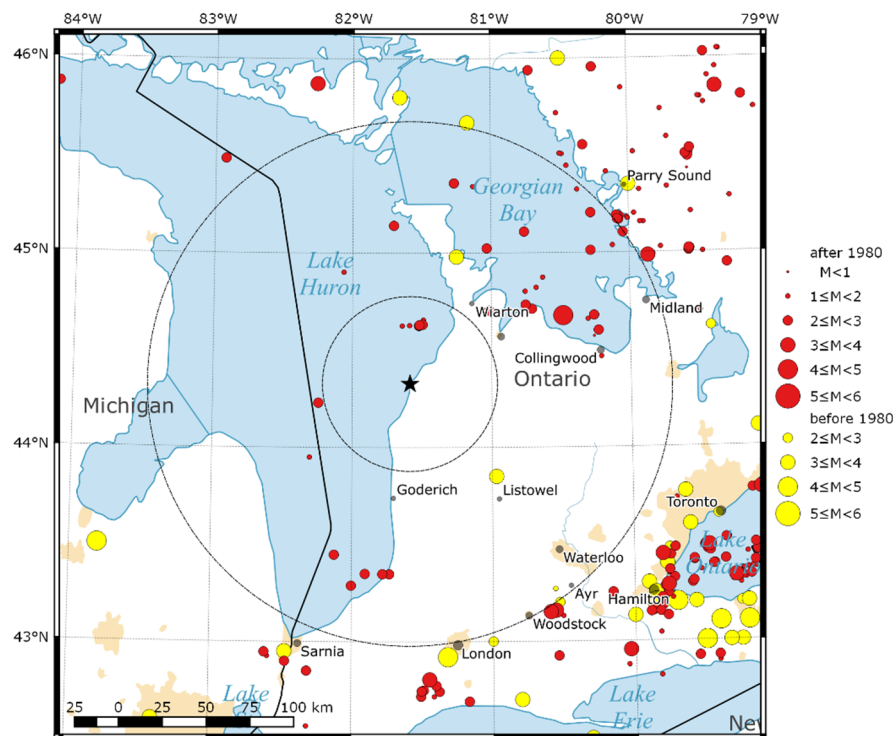 84°W
83°W
82°W
81°W
80°W
79°W
46°N
45°N
44°N
43°N
Parry Sound
Georgian
Bay
Lake
Huron
Wiarton
Midland
Collingwood
Ontario
Michigan
Goderich
Listowel
Toronto
Lake
Ontario
Waterloo
Ayr
Hamilton
Woodstock
Sarnia
London
Lake
Lake
Erie
New
25 0 25 50 75 100 km
after 1980
M<1
1≤M<2
2≤M<3
3≤M<4
4≤M<5
5≤M<6
before 1980
2≤M<3
3≤M<4
4≤M<5
5≤M<6